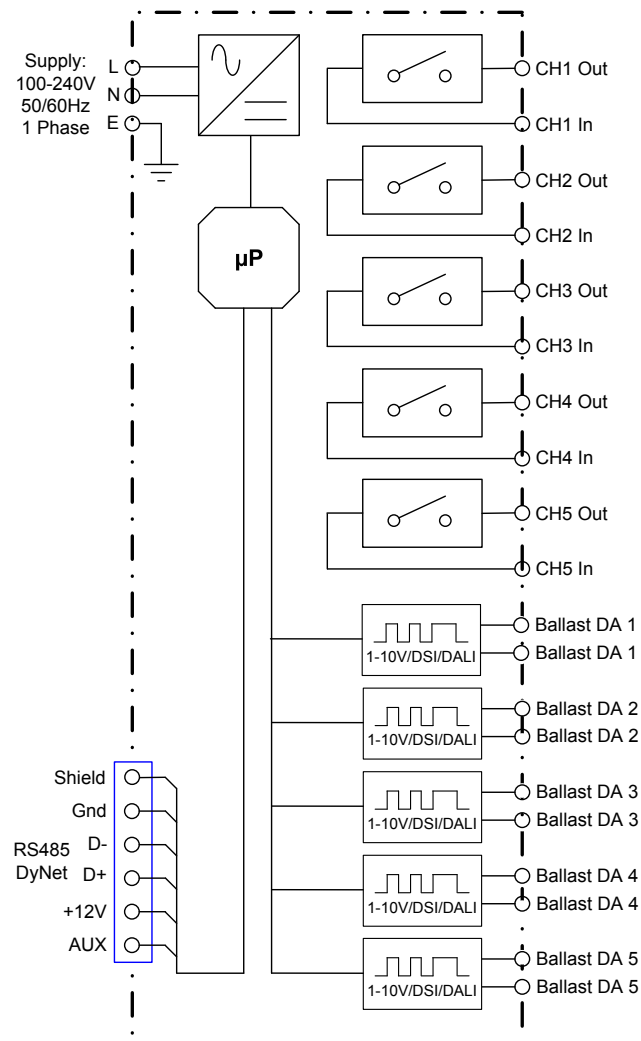 Supply:
100-240V
50/60Hz
1 Phase
L
N
E
µP
CH1 Out
CH1 In
CH2 Out
CH2 In
CH3 Out
CH3 In
CH4 Out
CH4 In
CH5 Out
CH5 In
1-10V/DSI/DALI
Ballast DA 1
Ballast DA 1
1-10V/DSI/DALI
Ballast DA 2
Ballast DA 2
1-10V/DSI/DALI
Ballast DA 3
Ballast DA 3
1-10V/DSI/DALI
Ballast DA 4
Ballast DA 4
1-10V/DSI/DALI
Ballast DA 5
Ballast DA 5
RS485
DyNet
Shield
Gnd
D-
D+
+12V
AUX